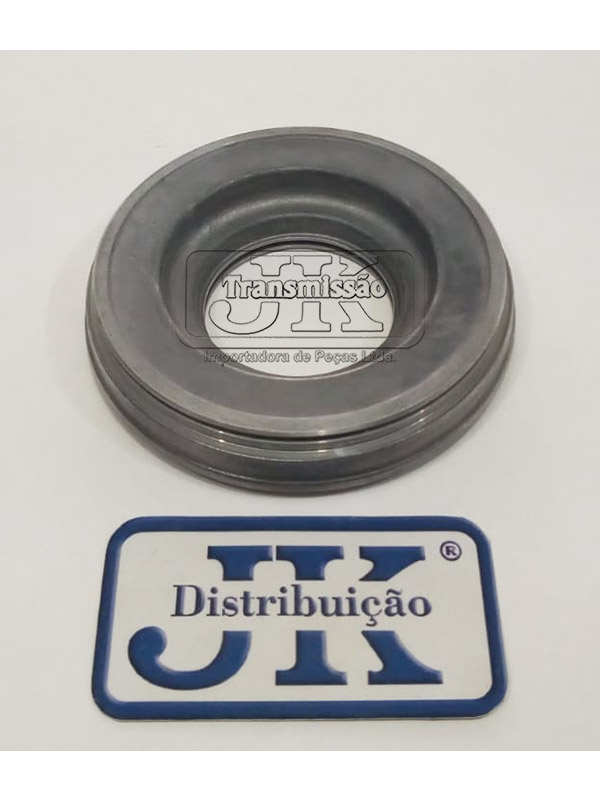 JK
Transmissão
Importadora de Peças Ltda.
JK ®
Distribuição